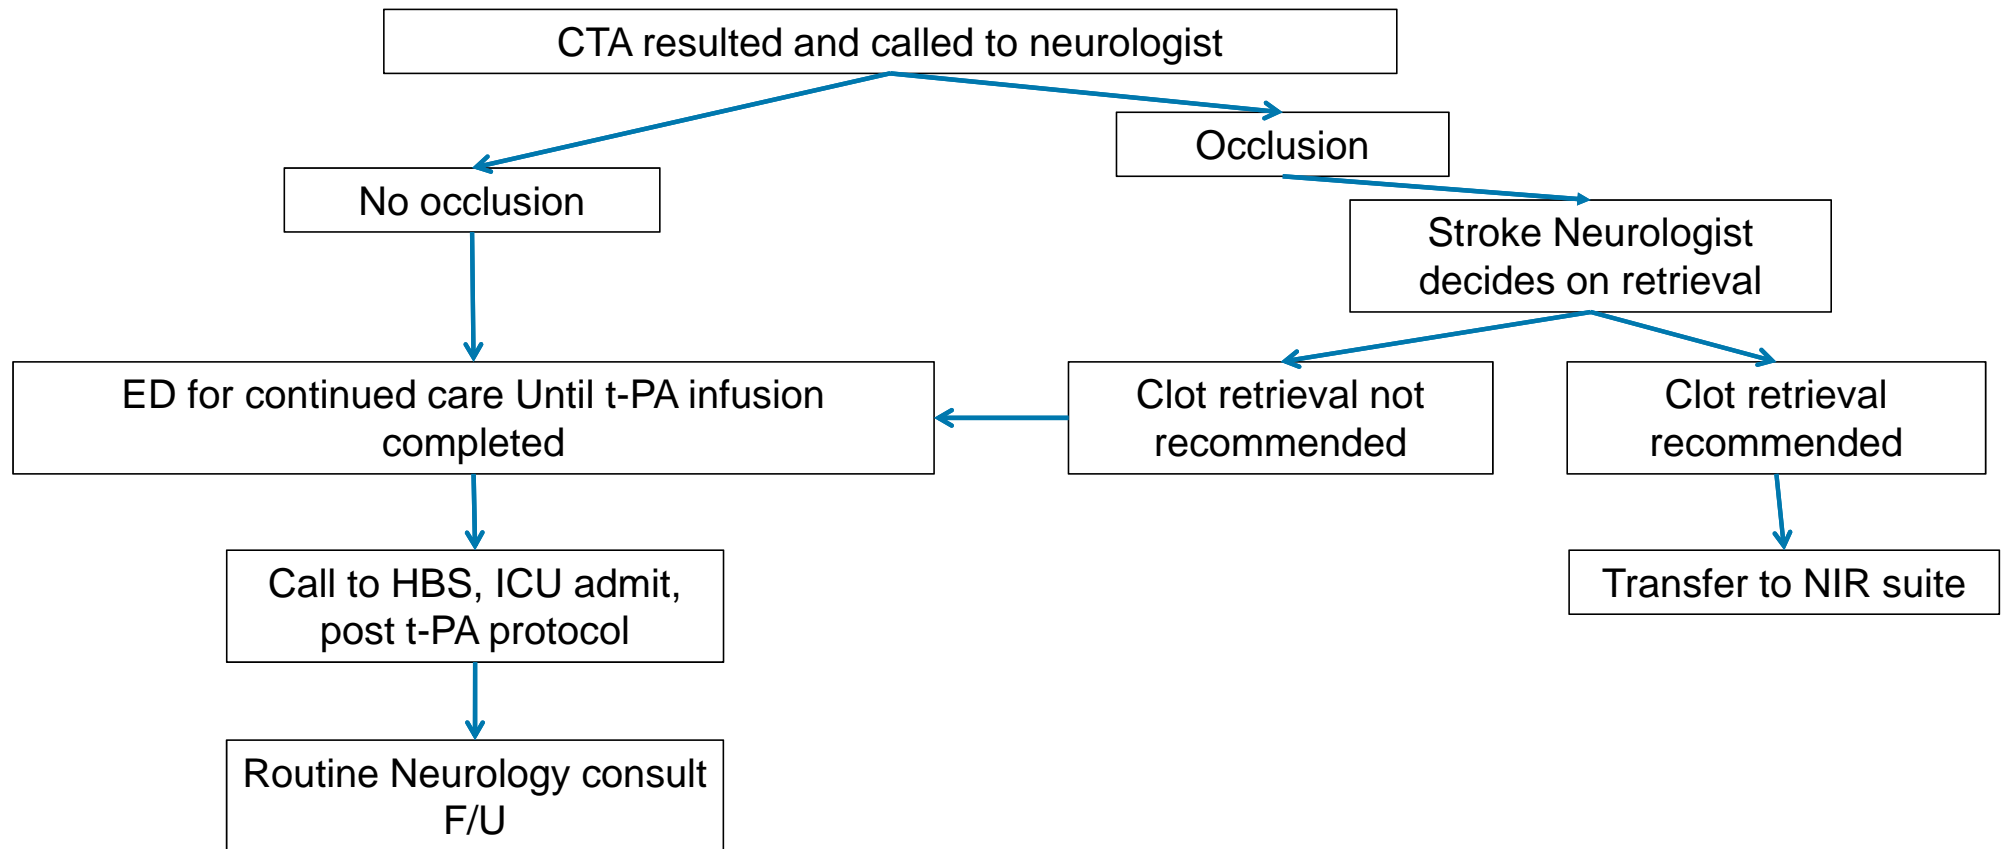 CTA resulted and called to neurologist
Occlusion
No occlusion
Stroke Neurologist
decides on retrieval
ED for continued care Until t-PA infusion
completed
Clot retrieval not
recommended
Clot retrieval
recommended
Call to HBS, ICU admit,
post t-PA protocol
Transfer to NIR suite
Routine Neurology consult
F/U